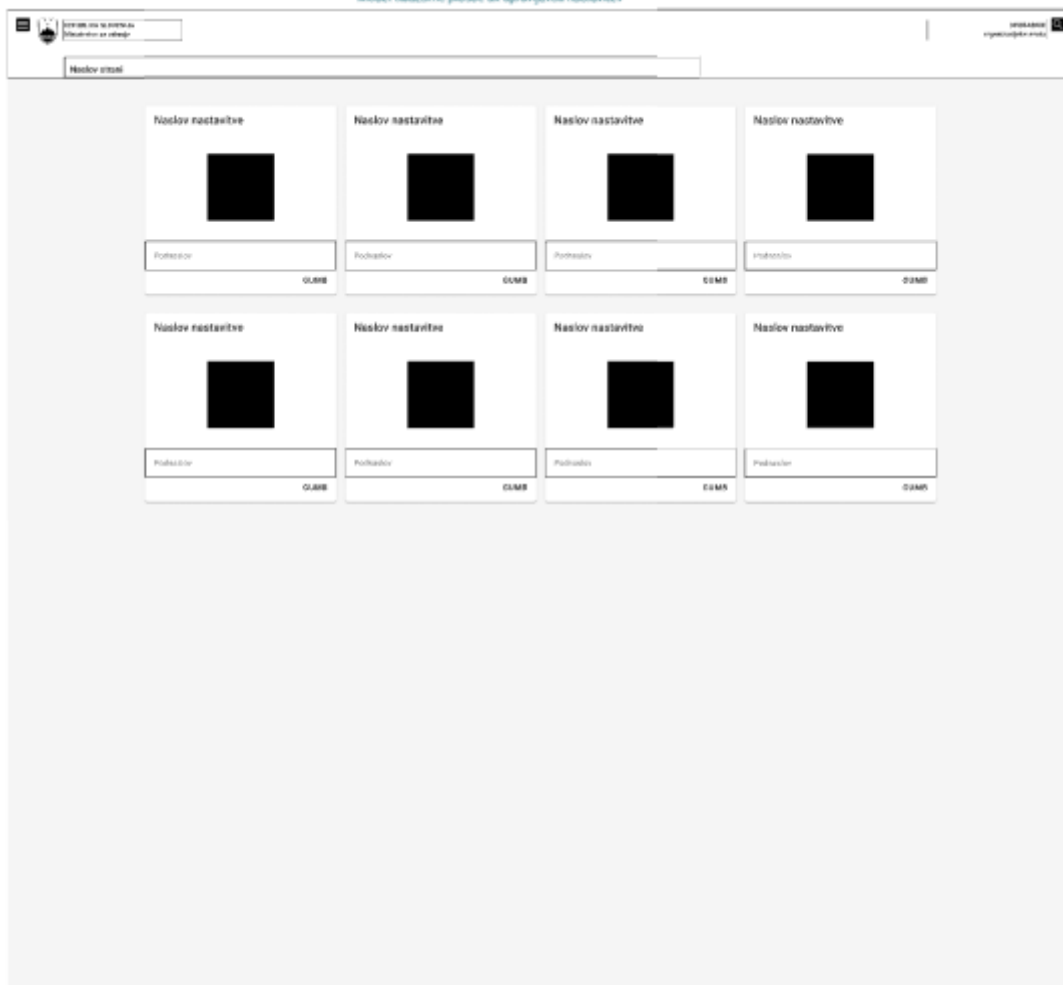 REPUBLIKA SLOVENIJA
Ministrstvo za zdravje
Naslov strani
Naslov nastavitve
Naslov nastavitve
Naslov nastavitve
Naslov nastavitve
Podnaslov
Podnaslov
Podnaslov
Podnaslov
GUMB
GUMB
GUMB
GUMB
Naslov nastavitve
Naslov nastavitve
Naslov nastavitve
Naslov nastavitve
Podnaslov
Podnaslov
Podnaslov
Podnaslov
GUMB
GUMB
GUMB
GUMB